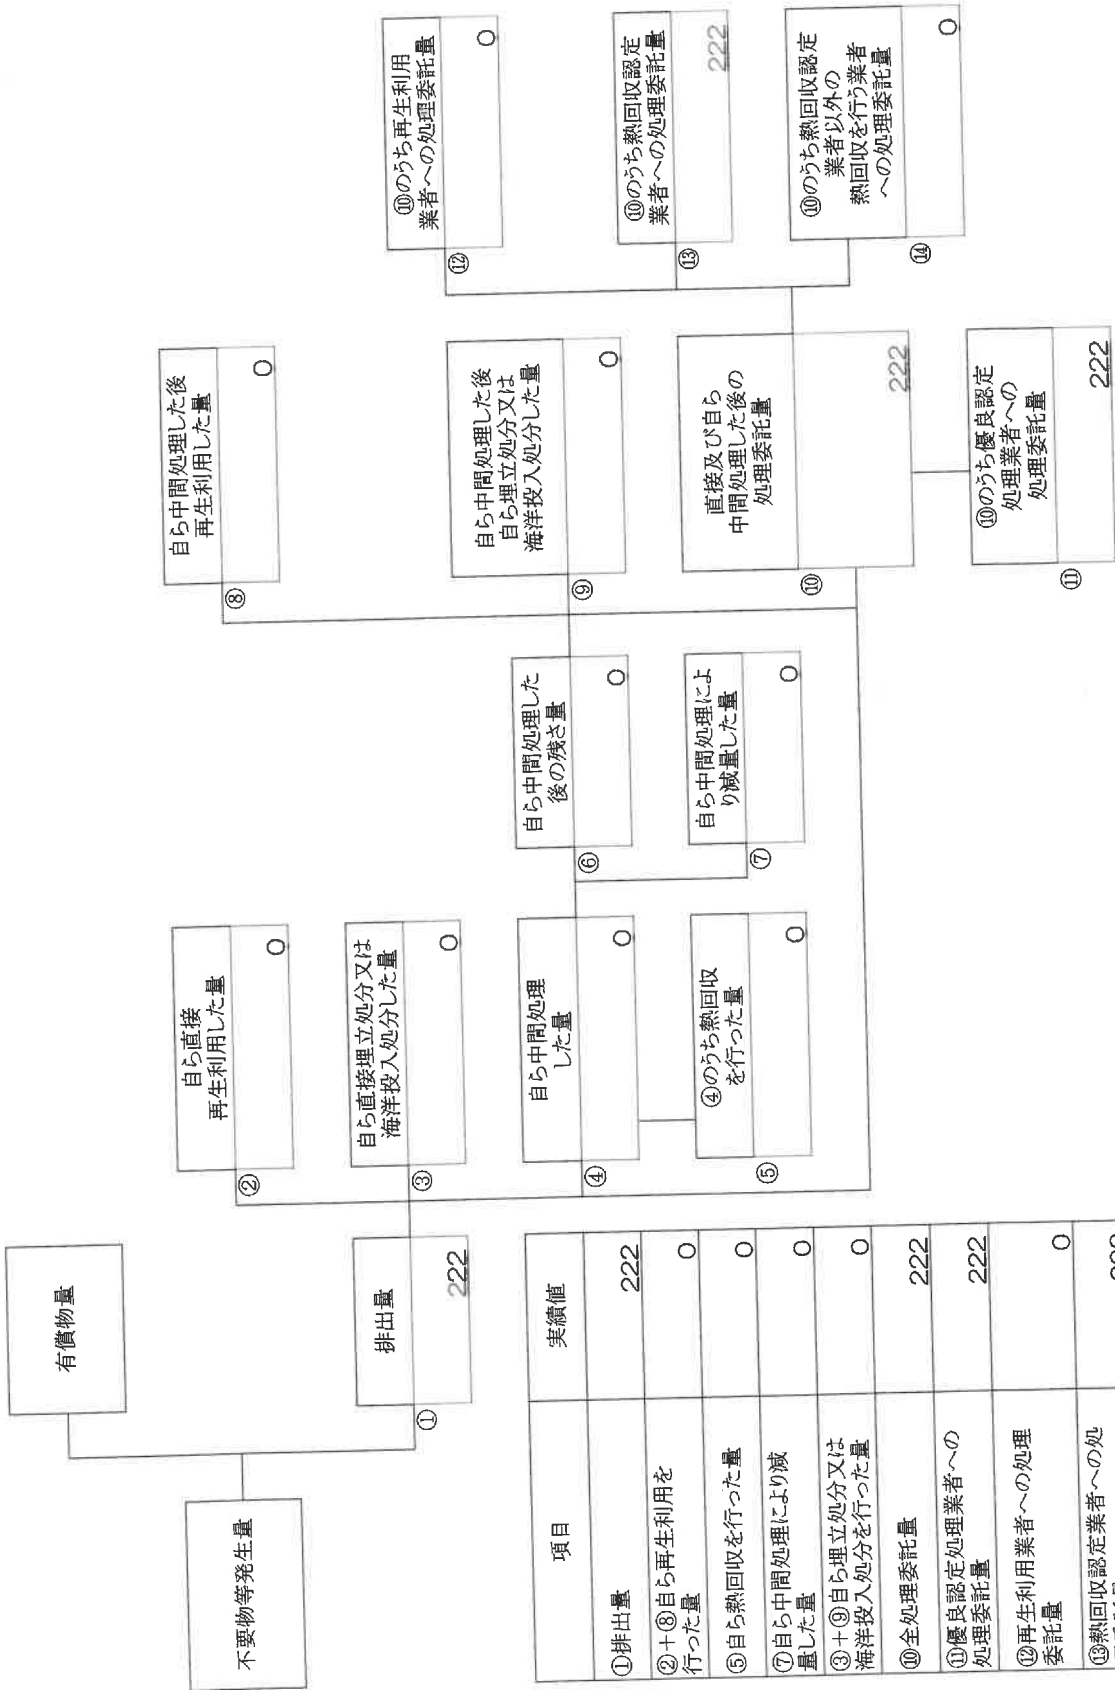 不要物等発生量
有償物量
①
排出量
222
②
自ら直接
再生利用した量
0
③
自ら直接埋立処分又は
海洋投入処分した量
0
④
自ら中間処理
した量
0
⑤
④のうち熱回収
を行った量
0
⑥
自ら中間処理した
後の残さ量
0
⑦
自ら中間処理によ
り減量した量
0
⑧
自ら中間処理した後
再生利用した量
0
⑨
自ら中間処理した後
自ら埋立処分又は
海洋投入処分した量
0
⑩
直接及び自ら
中間処理した後の
処理委託量
222
⑪
⑩のうち優良認定
処理業者への
処理委託量
222
⑫
⑩のうち再生利用
業者への処理委託量
0
⑬
⑩のうち熱回収認定
業者への処理委託量
222
⑭
⑩のうち熱回収認定
業者以外の
熱回収を行う業者
への処理委託量
0
項目 実績値
①排出量 222
②+⑧自ら再生利用を
行った量 0
⑤自ら熱回収を行った量 0
⑦自ら中間処理により減
量した量 0
③+⑨自ら埋立処分又は
海洋投入処分を行った量 0
⑩全処理委託量 222
⑪優良認定処理業者への
処理委託量 222
⑫再生利用業者への処理
委託量 0
⑬熱回収認定業者への処